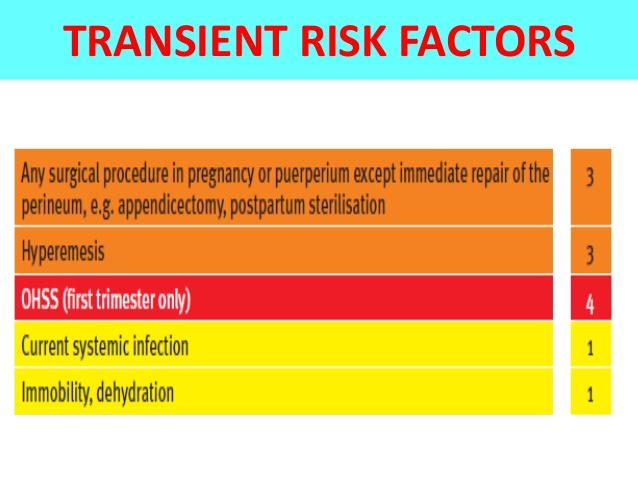 TRANSIENT RISK FACTORS
Any surgical procedure in pregnancy or puerperium except immediate repair of the 3
perineum, e.g. appendicectomy, postpartum sterilisation
Hyperemesis 3
OHSS (first trimester only) 4
Current systemic infection 1
Immobility, dehydration 1